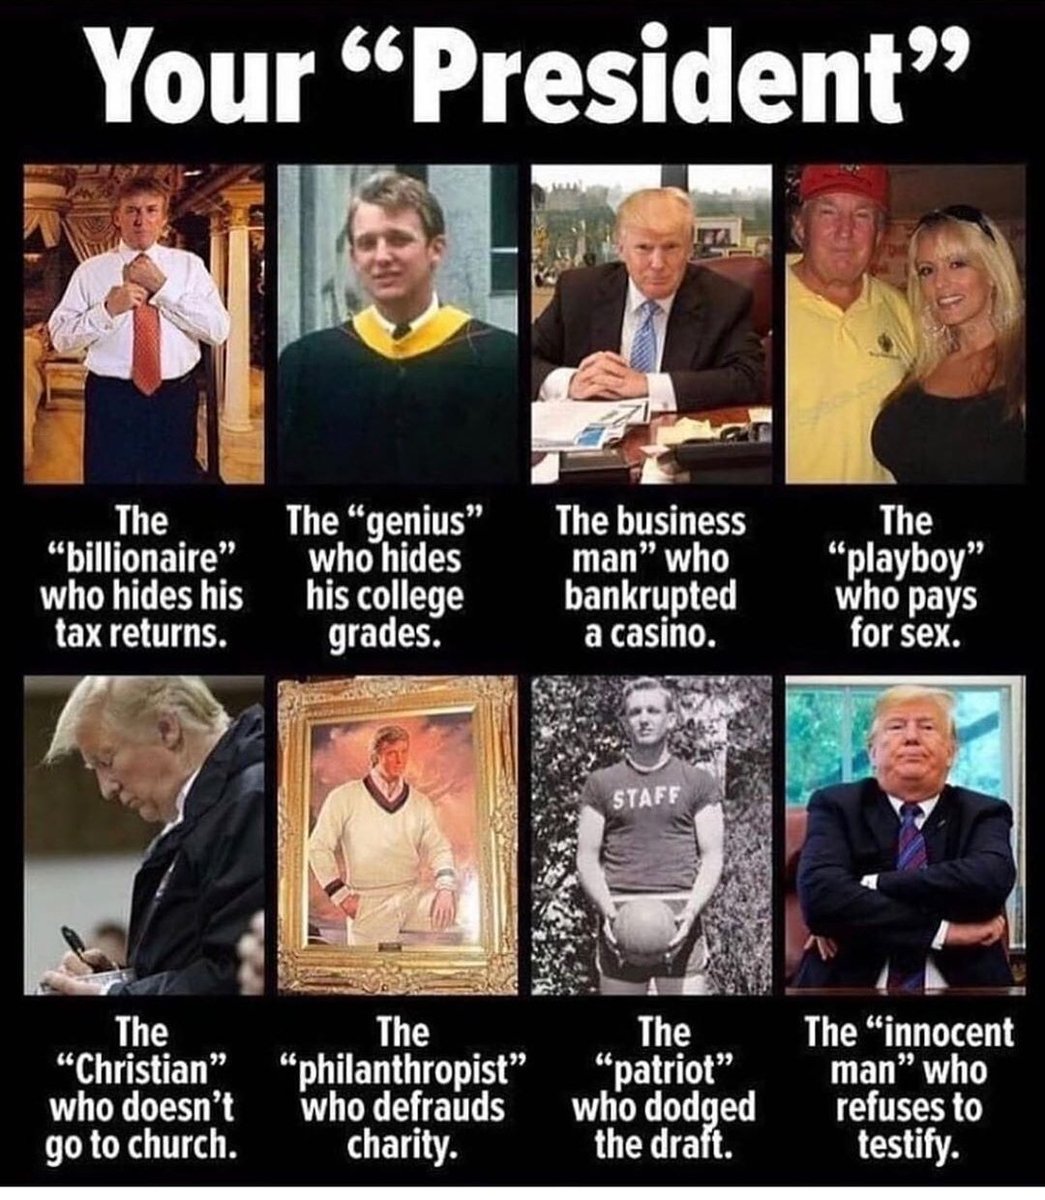 Your “President”
The
“billionaire”
who hides his
tax returns.
The “genius”
who hides
his college
grades.
The business
man” who
bankrupted
a casino.
The
“playboy”
who pays
for sex.
STAFF
The
“Christian”
who doesn’t
go to church.
The
“philanthropist”
who defrauds
charity.
The
“patriot”
who dodged
the draft.
The “innocent
man” who
refuses to
testify.